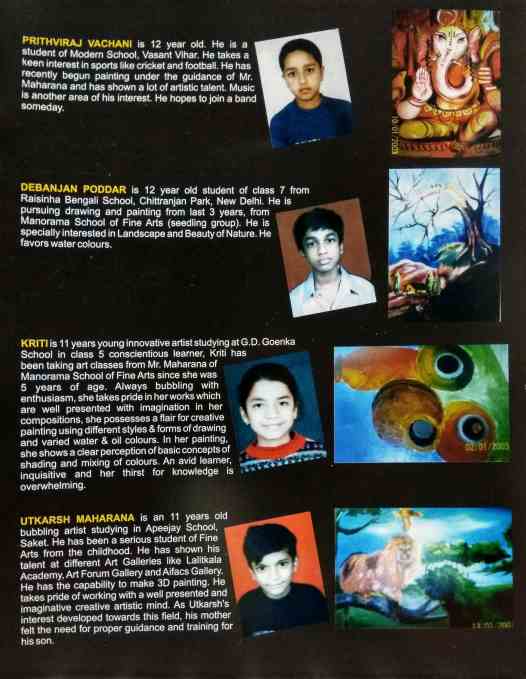 PRITHVIRAJ VACHANI is 12 year old. He is a
student of Modern School, Vasant Vihar. He takes a
keen interest in sports like cricket and football. He has
recently begun painting under the guidance of Mr.
Maharana and has shown a lot of artistic talent. Music
is another area of his interest. He hopes to join a band
someday.
10/01/2003
DEBANJAN PODDAR is 12 year old student of class 7 from
Raisinha Bengali School, Chittranjan Park, New Delhi. He is
pursuing drawing and painting from last 3 years, from
Manorama School of Fine Arts (seedling group). He is
specially interested in Landscape and Beauty of Nature. He
favors water colours.
KRITI is 11 years young innovative artist studying at G.D. Goenka
School in class 5 conscientious learner, Kriti has
been taking art classes from Mr. Maharana of
Manorama School of Fine Arts since she was
5 years of age. Always bubbling with
enthusiasm, she takes pride in her works which
are well presented with imagination in her
compositions, she possesses a flair for creative
painting using different styles & forms of drawing
and varied water & oil colours. In her painting,
she shows a clear perception of basic concepts of
shading and mixing of colours. An avid learner,
inquisitive and her thirst for knowledge is
overwhelming.
02/01/2003
UTKARSH MAHARANA is an 11 years old
bubbling artist studying in Apeejay School,
Saket. He has been a serious student of Fine
Arts from the childhood. He has shown his
talent at different Art Galleries like Lalitkala
Academy, Art Forum Gallery and Aifacs Gallery.
He has the capability to make 3D painting. He
takes pride of working with a well presented and
imaginative creative artistic mind. As Utkarsh's
interest developed towards this field, his mother
felt the need for proper guidance and training for
his son.